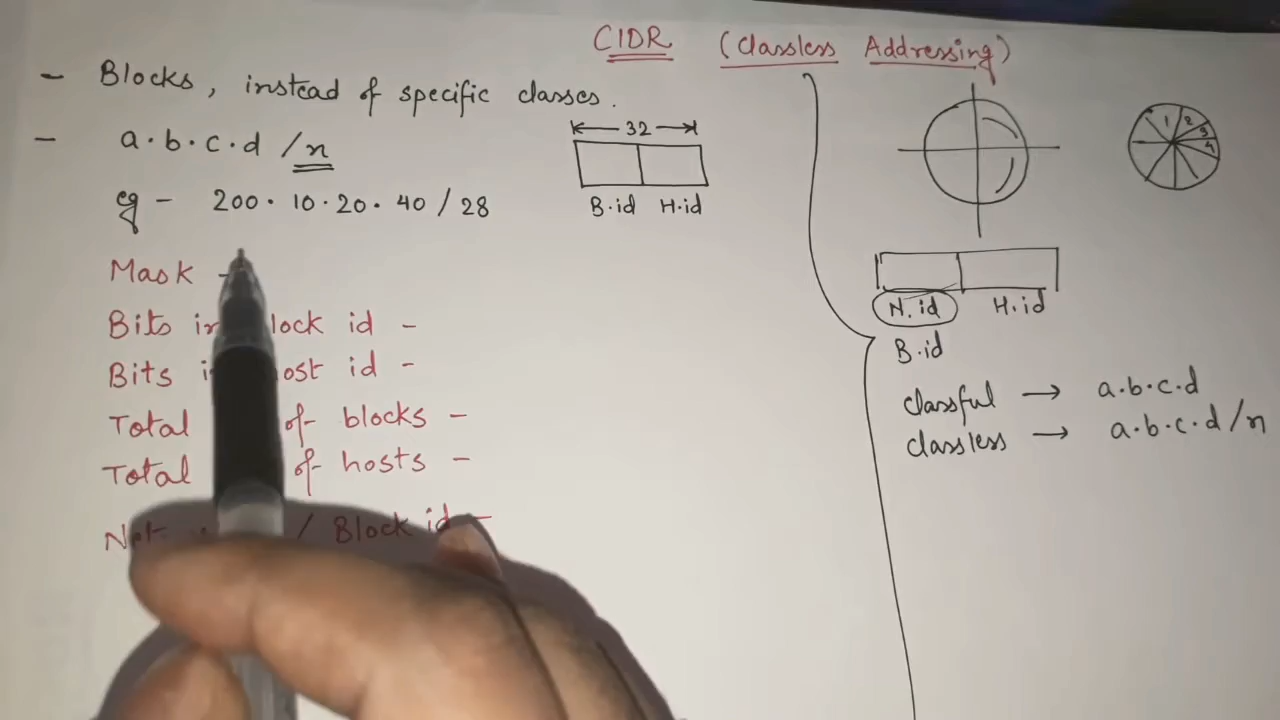 CIDR (Classless Addressing)
- Blocks, instead of specific classes.
- a.b.c.d /n
eg - 200.10.20.40/28
Mask -
Bits lock id -
Bits ost id -
Total of blocks -
Total of hosts -
/ Block id -
32
B.id H.id
1 2 3 4
N.id H.id
B.id
classful → a.b.c.d
classless → a.b.c.d/n